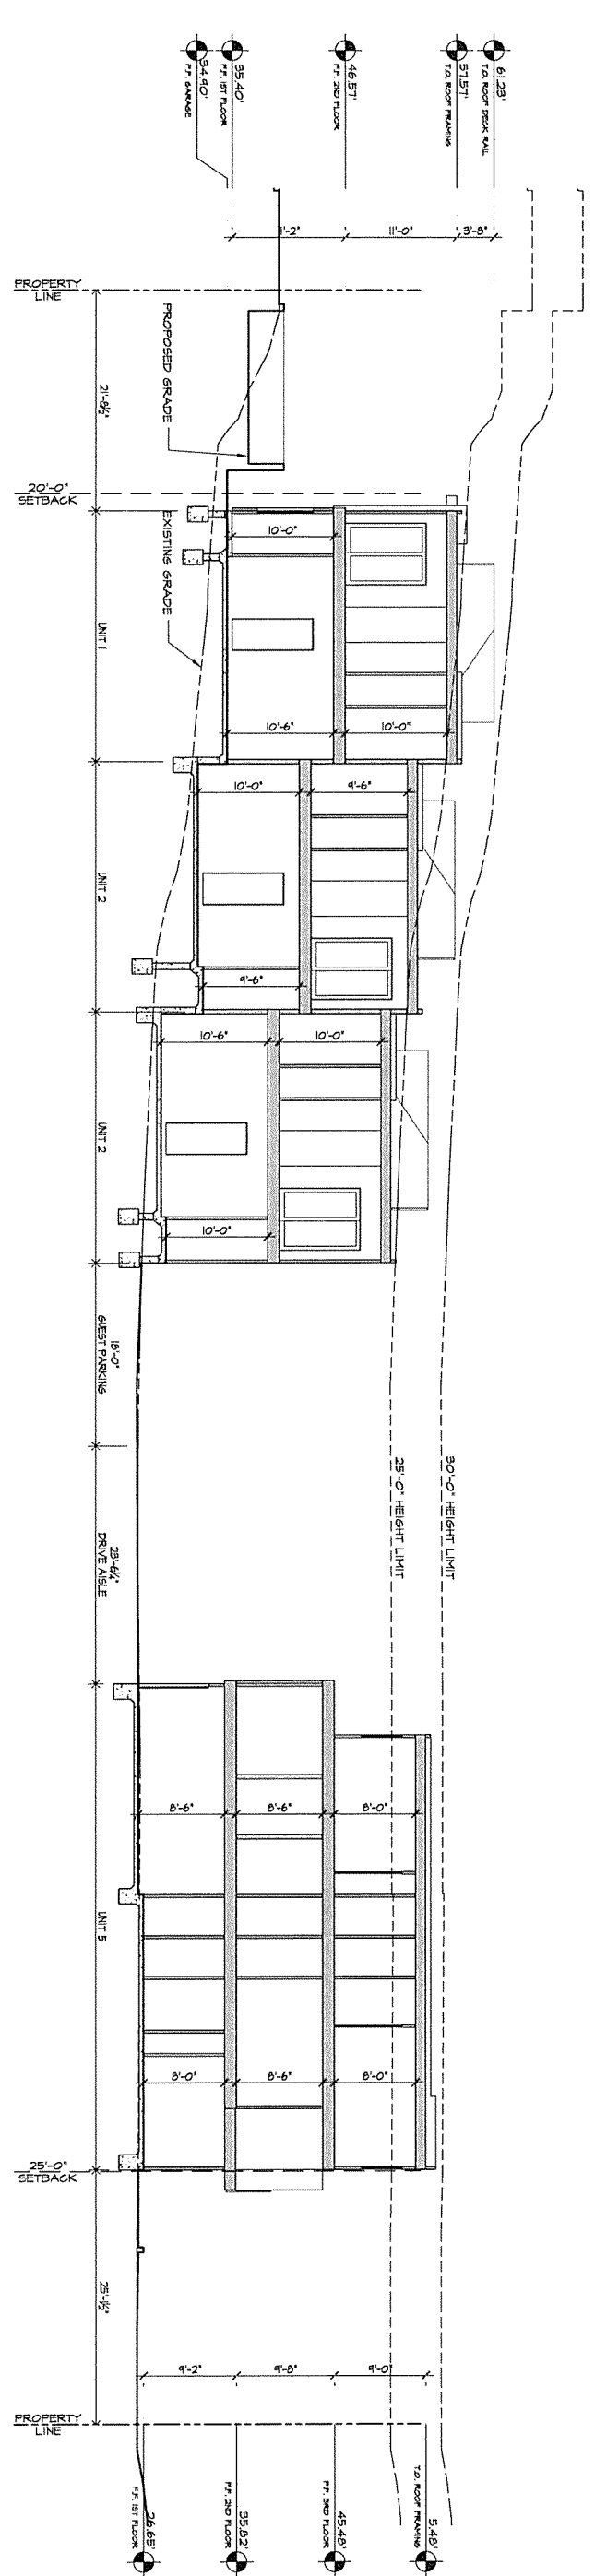 61.23'
T.O. ROOF DECK RAIL
57.57'
T.O. ROOF FRAMING
46.57'
F.F. 2ND FLOOR
35.40'
F.F. 1ST FLOOR
34.90'
F.F. GARAGE
1'-2"
11'-0"
3'-8"
PROPERTY
LINE
PROPOSED GRADE
21'-8½"
20'-0"
SETBACK
EXISTING GRADE
10'-0"
UNIT 1
10'-6"
10'-0"
10'-0"
9'-6"
UNIT 2
9'-6"
10'-6"
10'-0"
UNIT 2
10'-0"
18'-0"
GUEST PARKING
25'-0" HEIGHT LIMIT
30'-0" HEIGHT LIMIT
23'-6¼"
DRIVE AISLE
8'-6"
8'-6"
8'-0"
UNIT 5
8'-0"
8'-6"
8'-0"
25'-0"
SETBACK
25'-1½"
9'-2"
9'-8"
9'-0"
PROPERTY
LINE
5.48'
T.O. ROOF FRAMING
45.48'
F.F. 3RD FLOOR
35.82'
F.F. 2ND FLOOR
26.65'
F.F. 1ST FLOOR